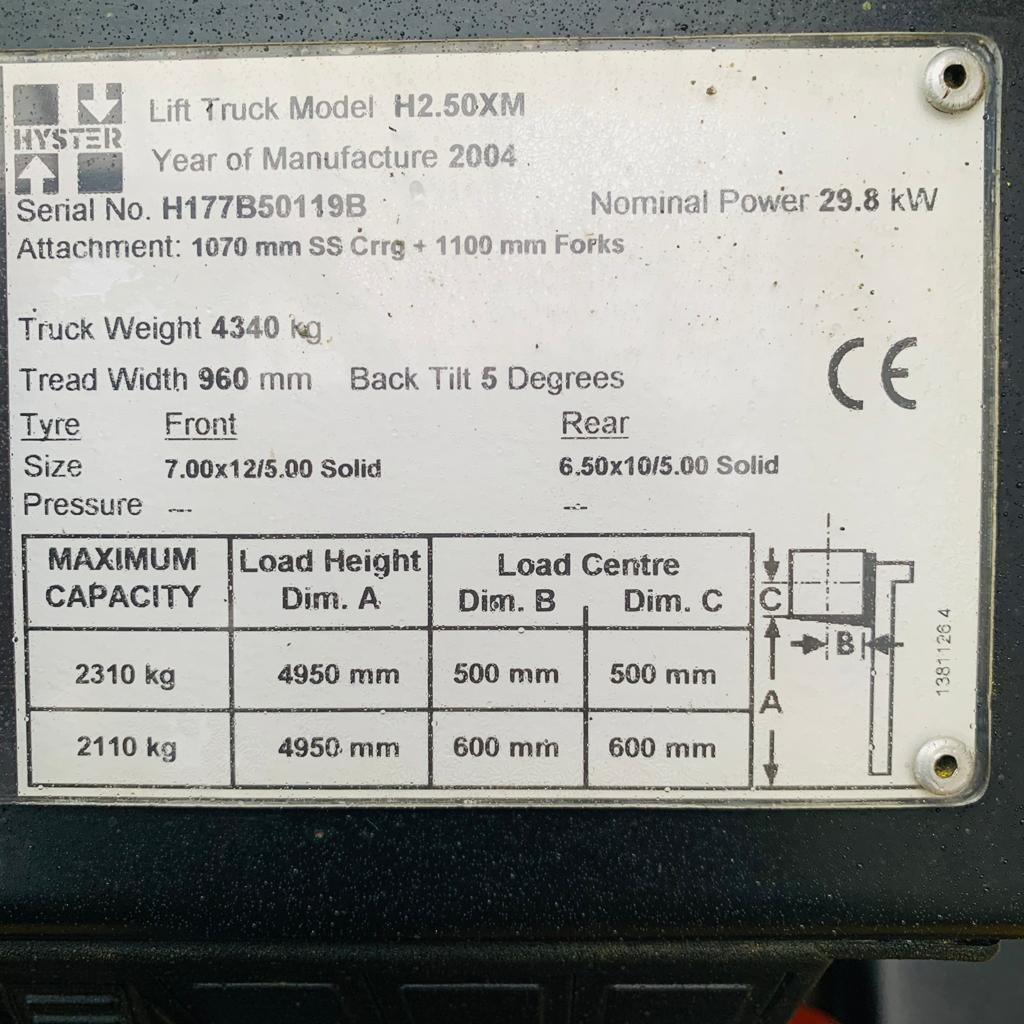 HYSTER
Lift Truck Model H2.50XM
Year of Manufacture 2004
Serial No. H177B50119B Nominal Power 29.8 kW
Attachment: 1070 mm SS Crrg + 1100 mm Forks
Truck Weight 4340 kg
CE
Tread Width 960 mm Back Tilt 5 Degrees
Tyre Front Rear
Size 7.00x12/5.00 Solid 6.50x10/5.00 Solid
Pressure --- ---
MAXIMUM CAPACITY Load Height Dim. A Load Centre
Dim. B Dim. C
2310 kg 4950 mm 500 mm 500 mm
2110 kg 4950 mm 600 mm 600 mm
C
B
A
1381126.4